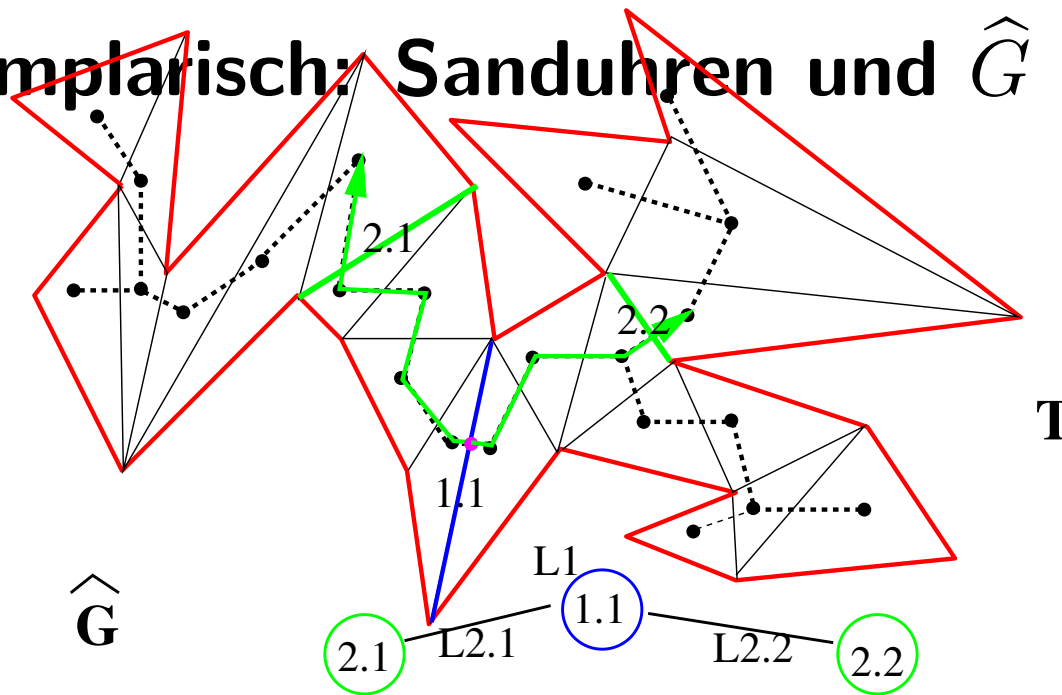 mplarisch: Sanduhren und Ĝ
2.1
2.2
T
1.1
L1
Ĝ
1.1
2.1
L2.1
L2.2
2.2